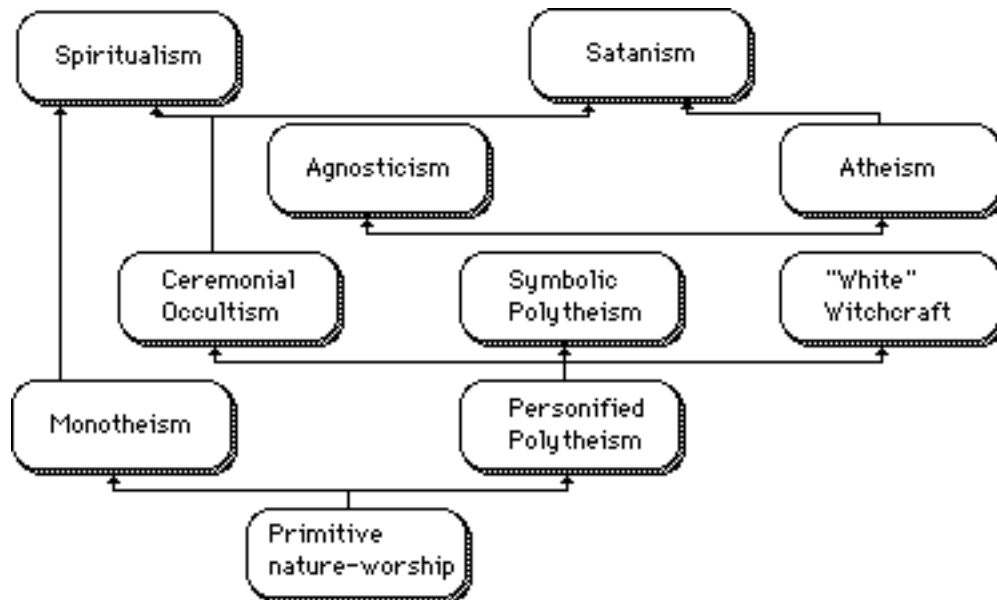 Spiritualism
Satanism
Agnosticism
Atheism
Ceremonial
Occultism
Symbolic
Polytheism
"White"
Witchcraft
Monotheism
Personified
Polytheism
Primitive
nature-worship